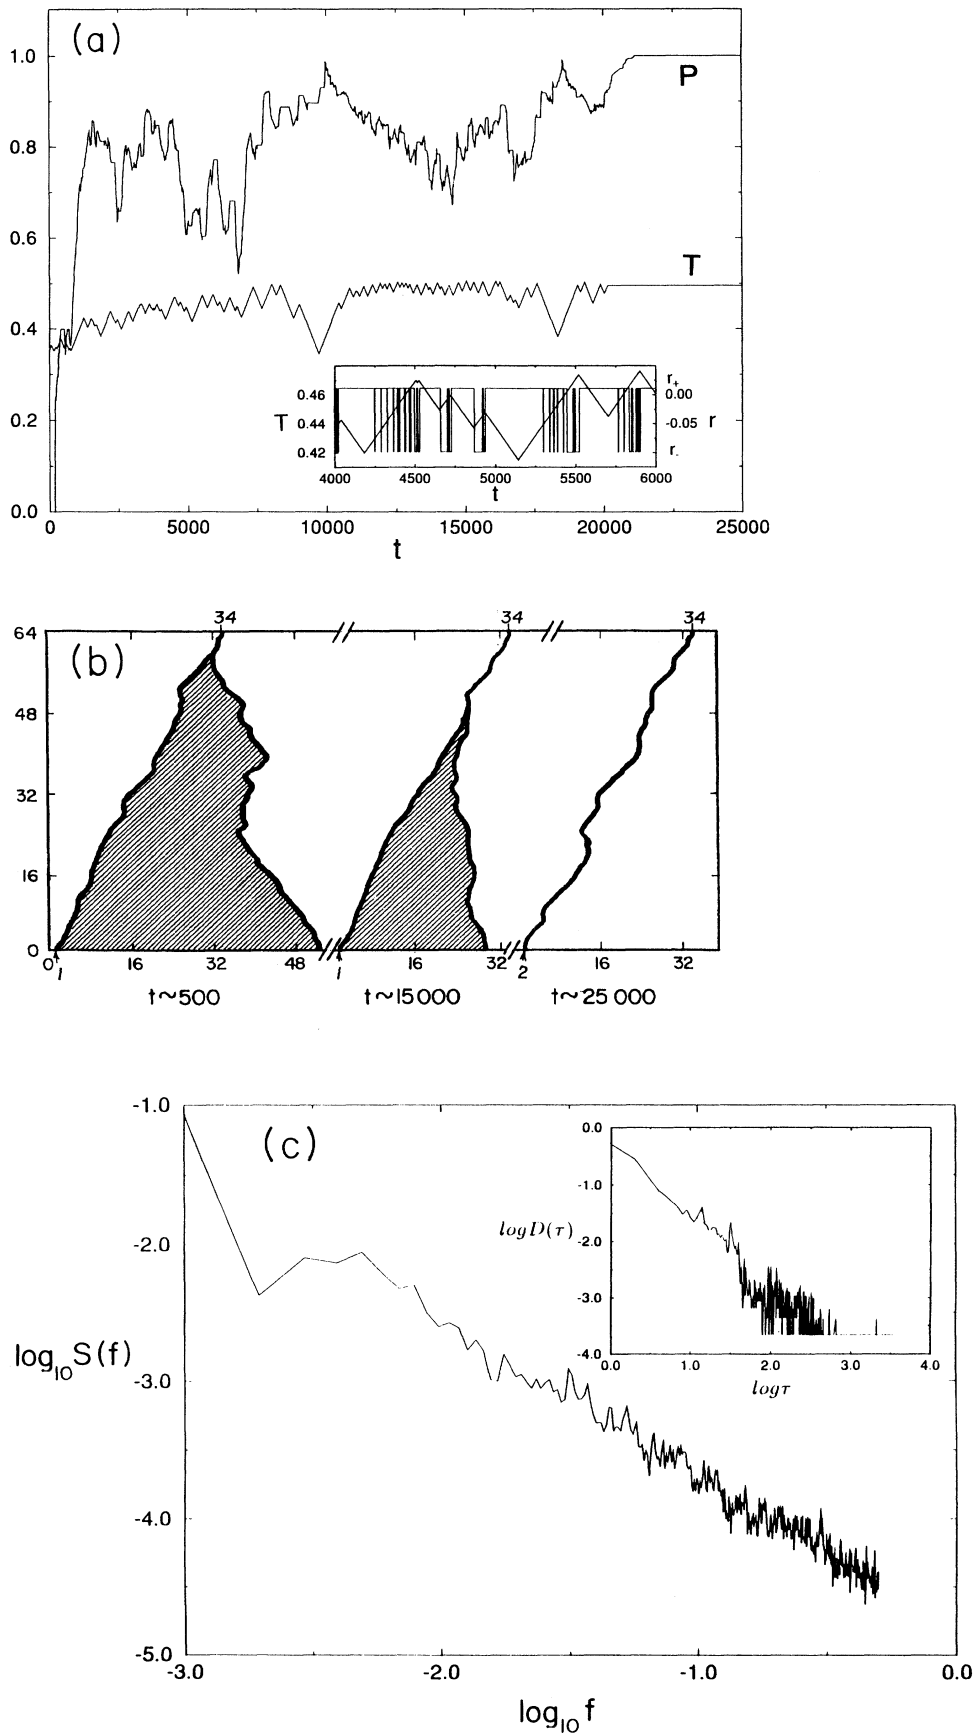 (a)
1.0
P
0.8
0.6
T
0.4
0.46
r+
0.00
T
0.44
-0.05
r
0.42
r-
4000 4500 5000 5500 6000
t
0.2
0.0
0 5000 10000 15000 20000 25000
t
34 34 34
64
(b)
48
32
16
0
0 1 16 32 48 1 16 32 2 16 32
t~500 t~15000 t~25000
-1.0
(c)
0.0
-1.0
logD(τ)
-2.0
-3.0
-4.0
0.0 1.0 2.0 3.0 4.0
logτ
-2.0
log10S(f)
-3.0
-4.0
-5.0
-3.0 -2.0 -1.0 0.0
log10f